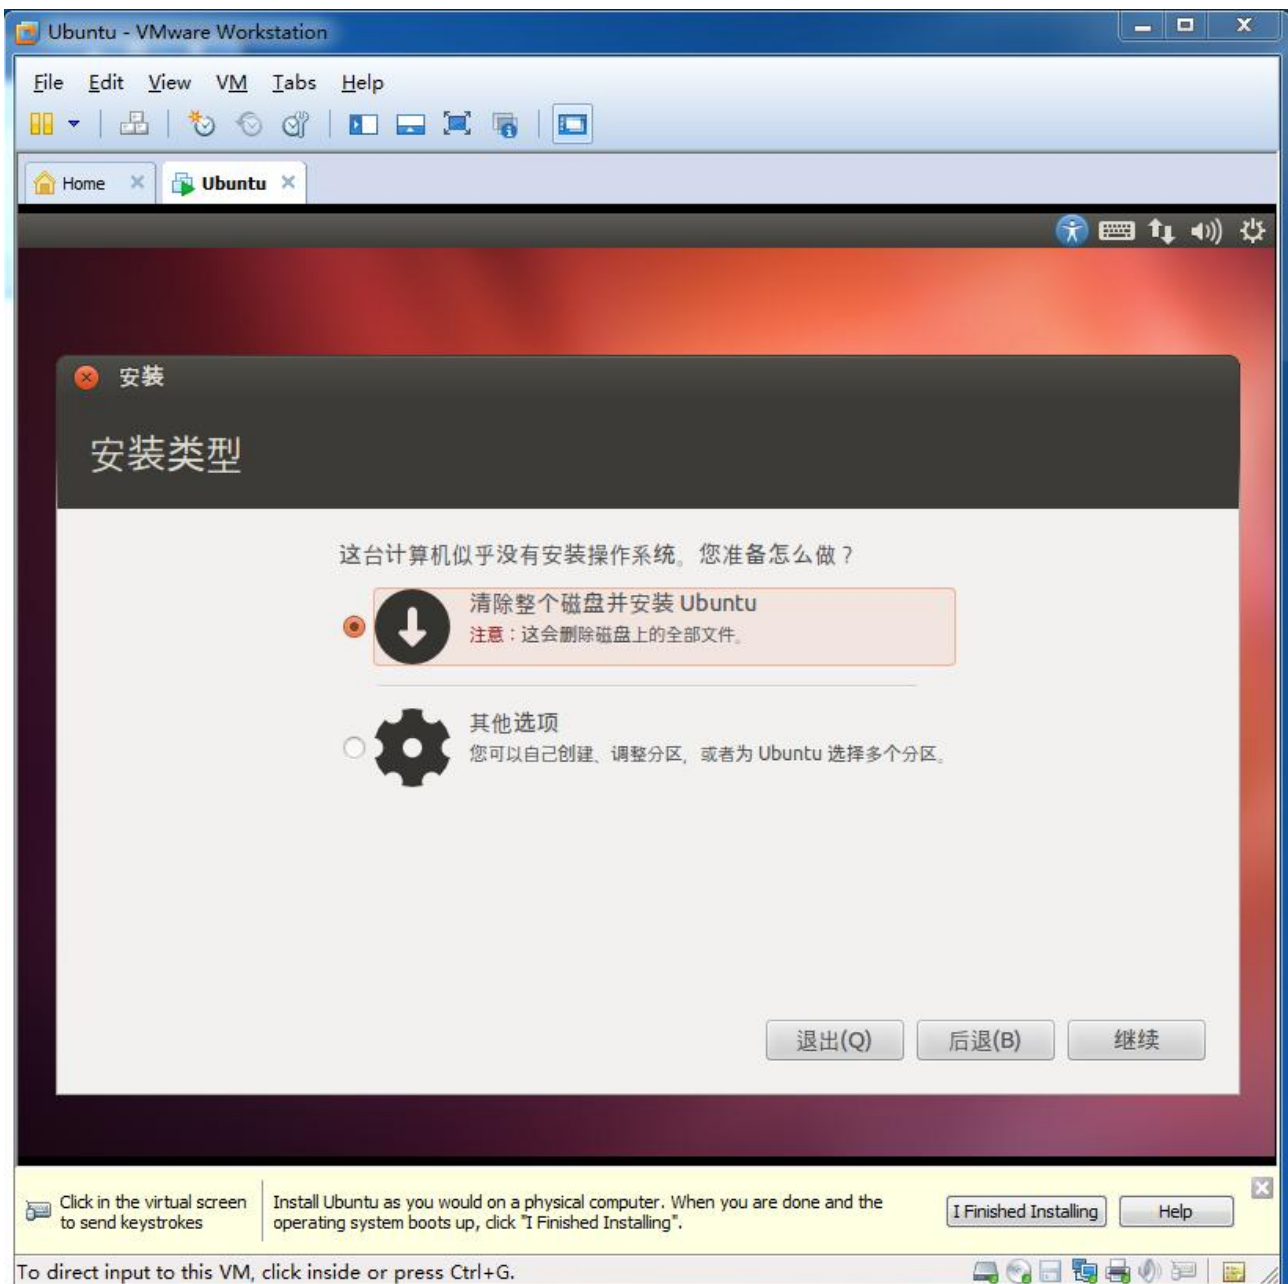 Ubuntu - VMware Workstation
File Edit View VM Tabs Help
Home Ubuntu
安装
安装类型
这台计算机似乎没有安装操作系统。您准备怎么做？
清除整个磁盘并安装 Ubuntu
注意：这会删除磁盘上的全部文件。
其他选项
您可以自己创建、调整分区，或者为 Ubuntu 选择多个分区。
退出(Q) 后退(B) 继续
Click in the virtual screen
to send keystrokes
Install Ubuntu as you would on a physical computer. When you are done and the
operating system boots up, click "I Finished Installing".
I Finished Installing Help
To direct input to this VM, click inside or press Ctrl+G.